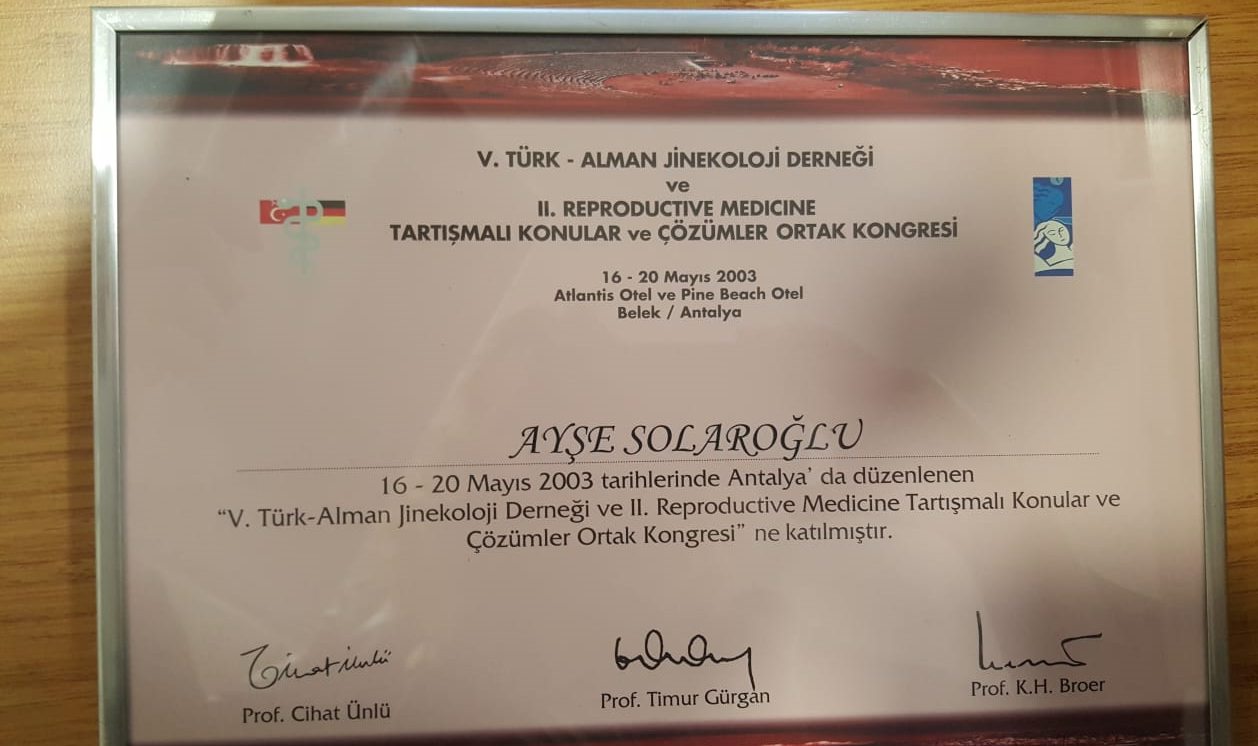 V. TÜRK - ALMAN JİNEKOLOJİ DERNEĞİ
ve
II. REPRODUCTIVE MEDICINE
TARTIŞMALI KONULAR ve ÇÖZÜMLER ORTAK KONGRESİ
16 - 20 Mayıs 2003
Atlantis Otel ve Pine Beach Otel
Belek / Antalya
AYŞE SOLAROĞLU
16 - 20 Mayıs 2003 tarihlerinde Antalya' da düzenlenen
“V. Türk-Alman Jinekoloji Derneği ve II. Reproductive Medicine Tartışmalı Konular ve
Çözümler Ortak Kongresi” ne katılmıştır.
Cihat Ünlü
Prof. Cihat Ünlü
Prof. Timur Gürgan
Prof. K.H. Broer